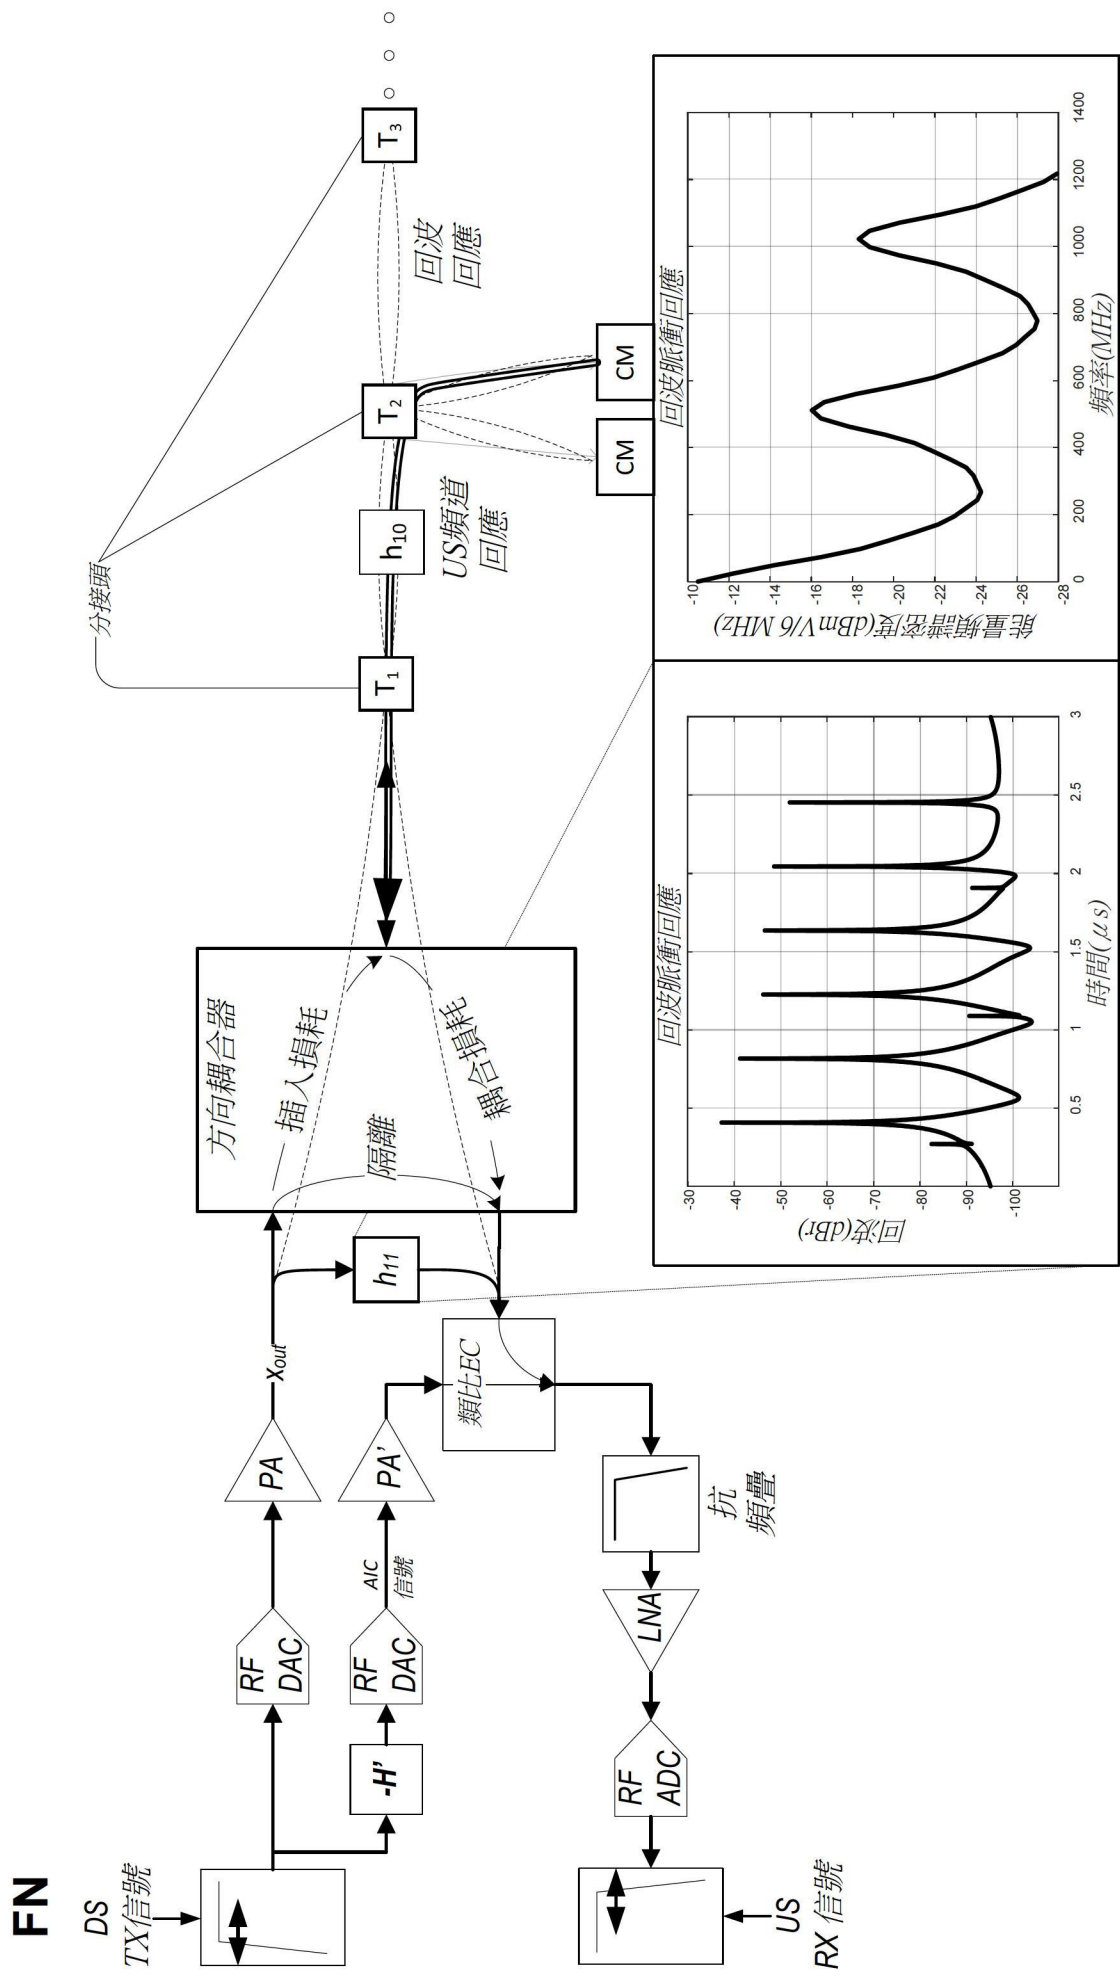 FN
DS
TX信號
RF
DAC
PA
xout
-H'
RF
DAC
AIC
信號
PA'
h11
類比EC
方向耦合器
插入損耗
隔離
耦合損耗
分接頭
T1
h10
US頻道
回應
T2
回波
回應
T3
CM
CM
US
RX 信號
RF
ADC
LNA
抗
頻疊
回波脈衝回應
回波(dBr)
-30
-40
-50
-60
-70
-80
-90
-100
0.5
1
1.5
2
2.5
3
時間(μs)
回波脈衝回應
能量頻譜密度(dBmV/6 MHz)
-10
-12
-14
-16
-18
-20
-22
-24
-26
-28
0
200
400
600
800
1000
1200
1400
頻率(MHz)